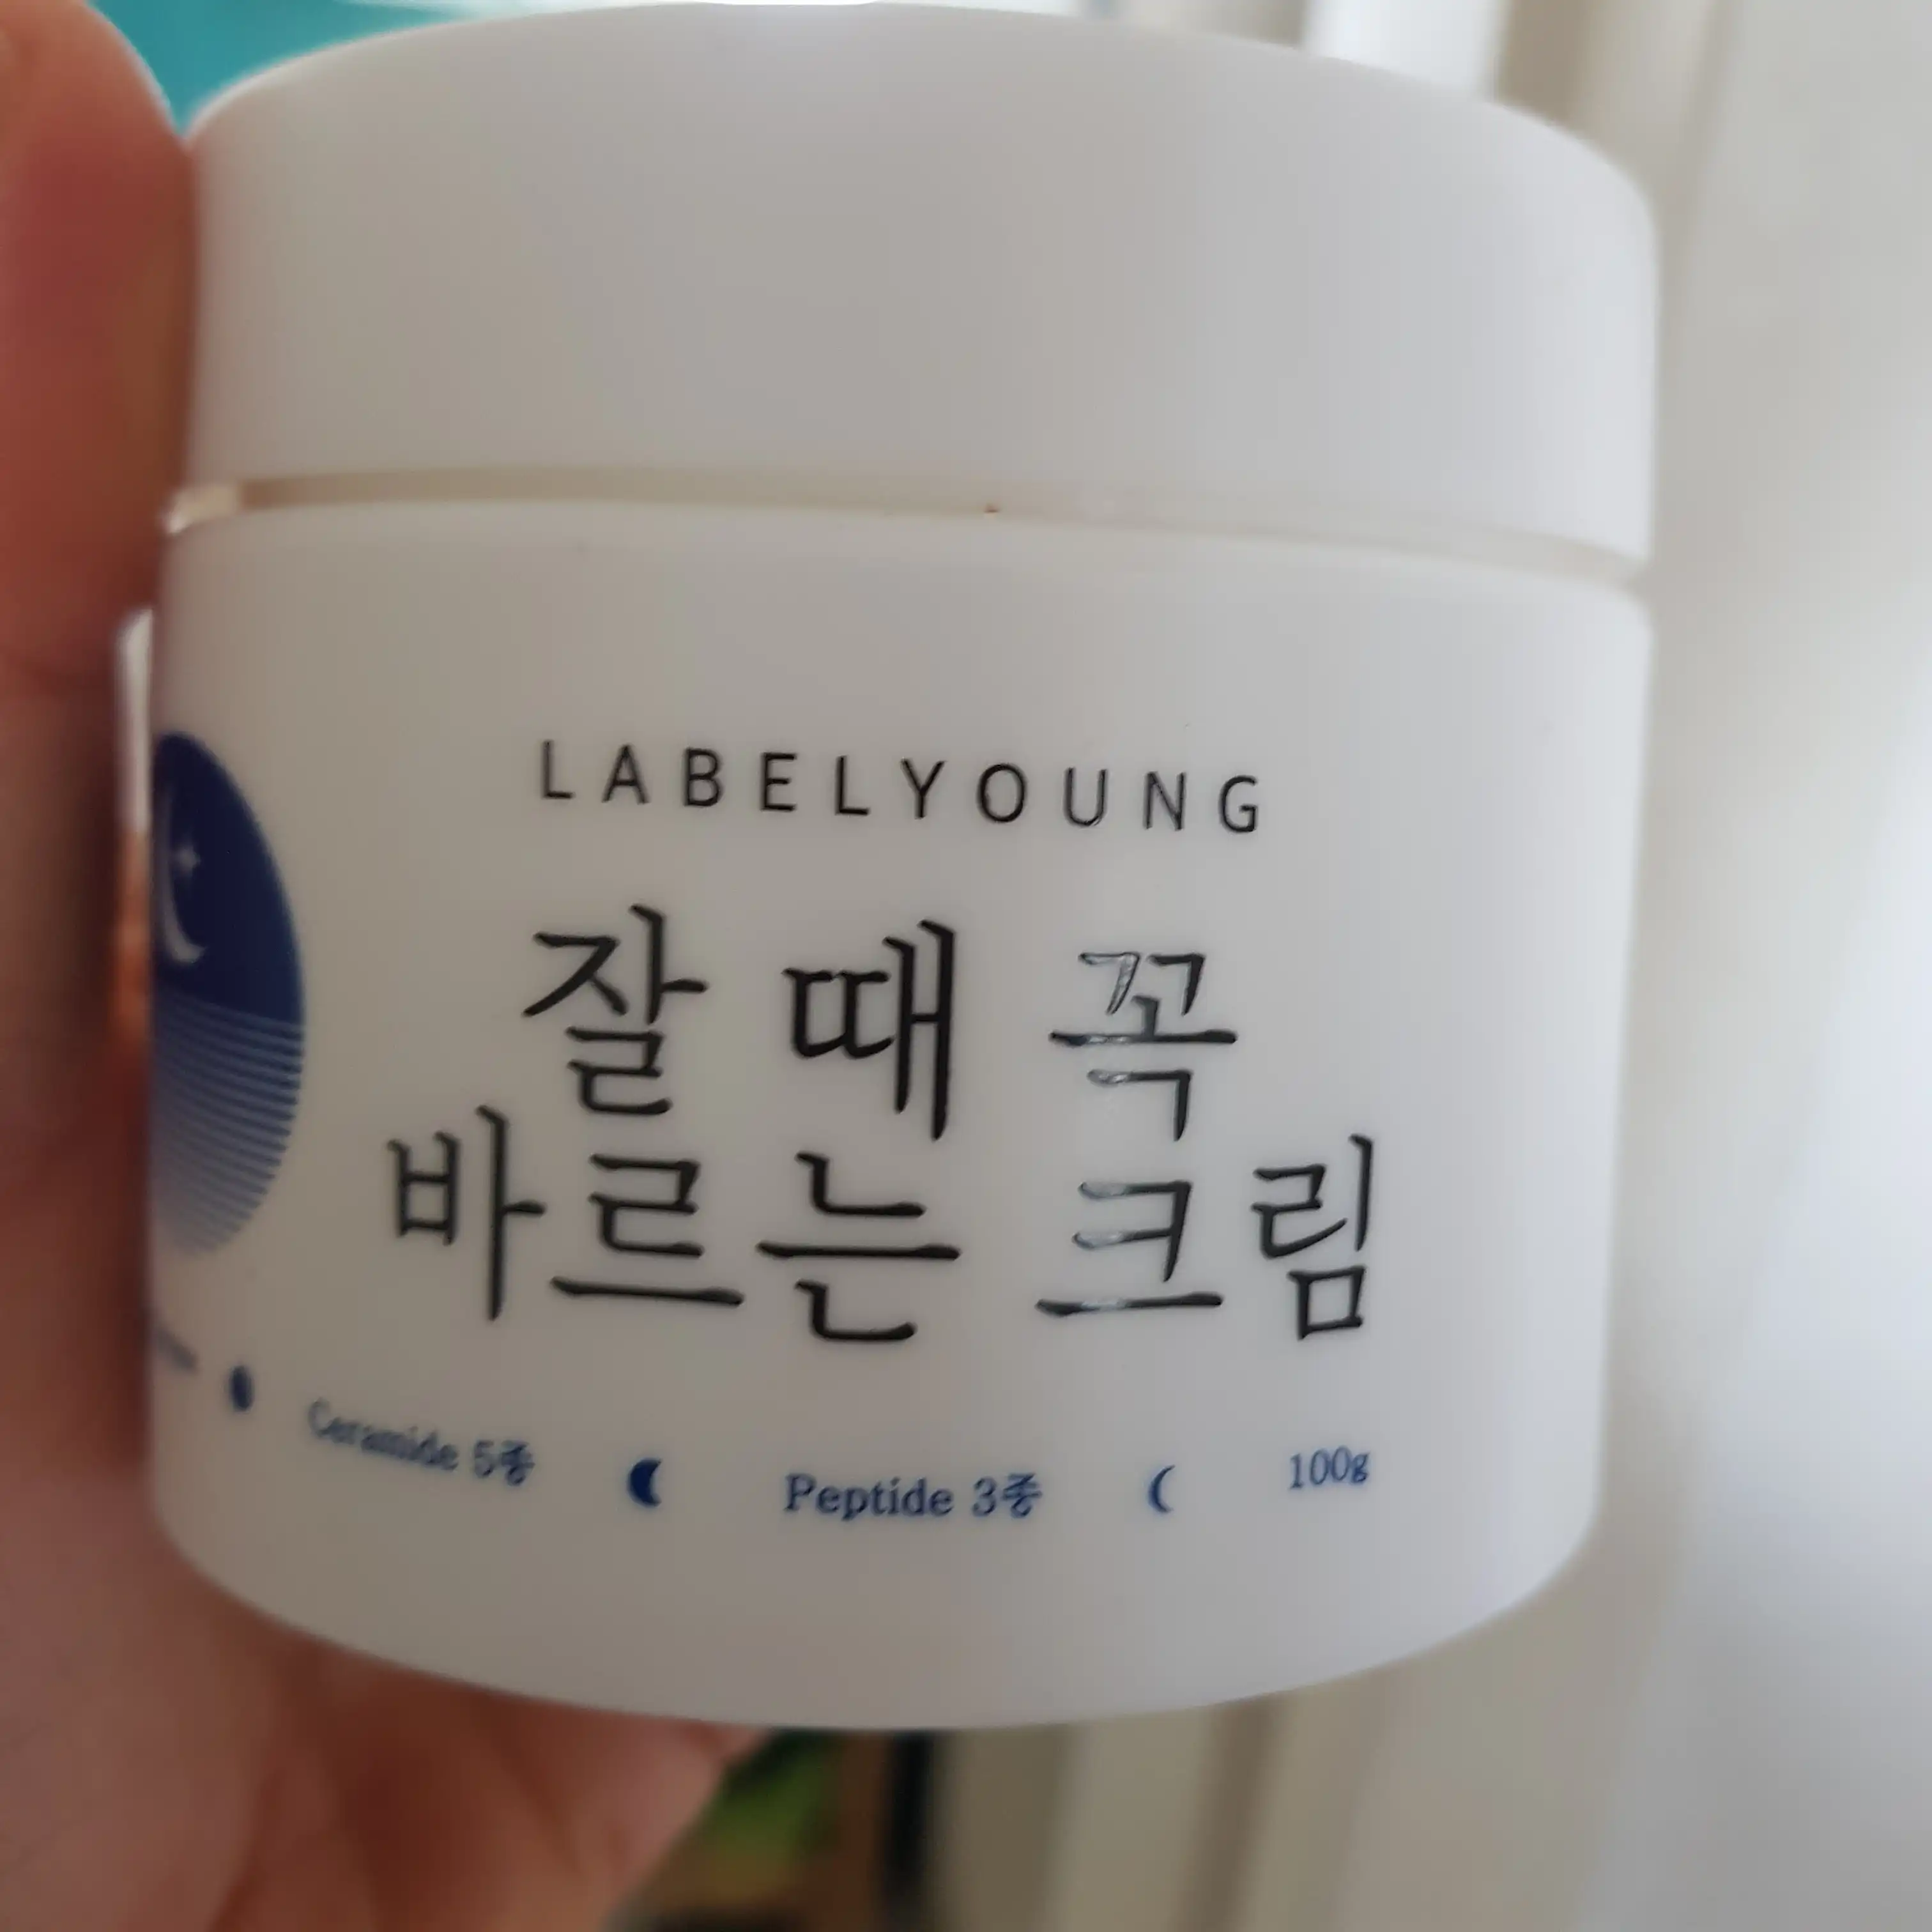 LABELYOUNG
잘 때 꼭
바르는 크림
Ceramide 5종
Peptide 3종
100g